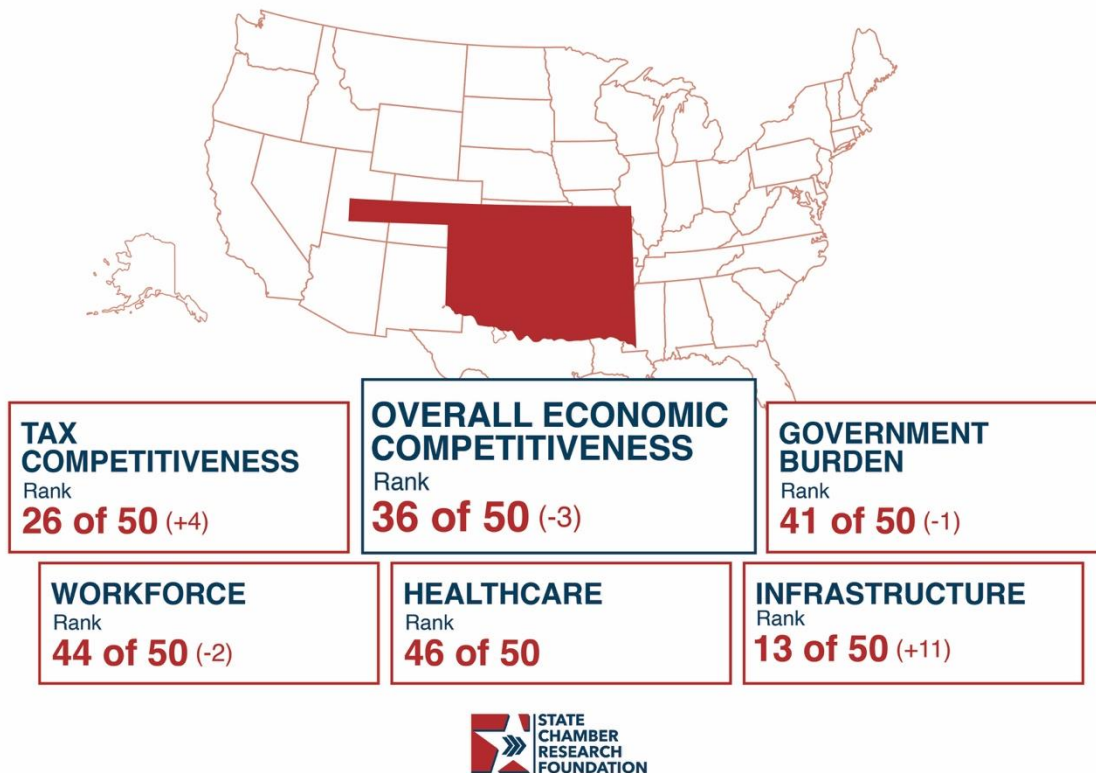 TAX
COMPETITIVENESS
Rank
26 of 50 (+4)
OVERALL ECONOMIC
COMPETITIVENESS
Rank
36 of 50 (-3)
GOVERNMENT
BURDEN
Rank
41 of 50 (-1)
WORKFORCE
Rank
44 of 50 (-2)
HEALTHCARE
Rank
46 of 50
INFRASTRUCTURE
Rank
13 of 50 (+11)
STATE
CHAMBER
RESEARCH
FOUNDATION